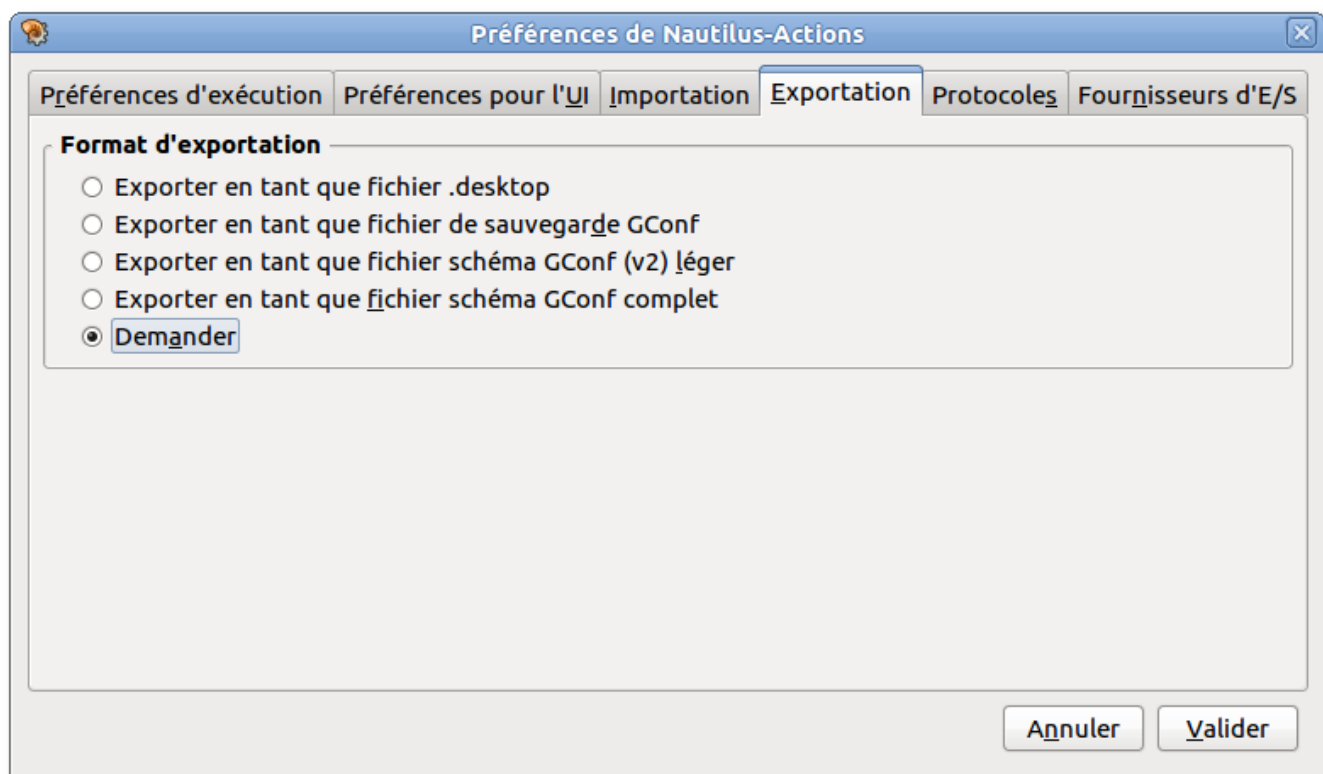 Préférences de Nautilus-Actions
Préférences d'exécution Préférences pour l'UI Importation Exportation Protocoles Fournisseurs d'E/S
Format d'exportation
Exporter en tant que fichier .desktop
Exporter en tant que fichier de sauvegarde GConf
Exporter en tant que fichier schéma GConf (v2) léger
Exporter en tant que fichier schéma GConf complet
Demander
Annuler Valider